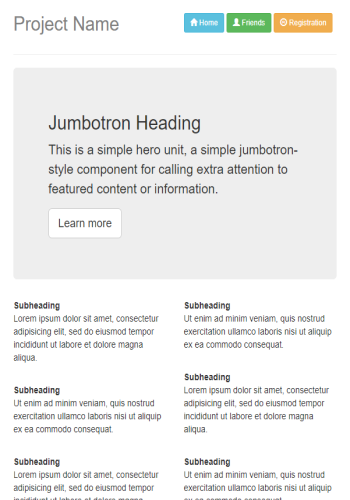 Project Name
Home
Friends
Registration
Jumbotron Heading
This is a simple hero unit, a simple jumbotron-
style component for calling extra attention to
featured content or information.
Learn more
Subheading
Lorem ipsum dolor sit amet, consectetur
adipisicing elit, sed do eiusmod tempor
incididunt ut labore et dolore magna
aliqua.
Subheading
Ut enim ad minim veniam, quis nostrud
exercitation ullamco laboris nisi ut aliquip
ex ea commodo consequat.
Subheading
Lorem ipsum dolor sit amet, consectetur
adipisicing elit, sed do eiusmod tempor
incididunt ut labore et dolore magna
Subheading
Ut enim ad minim veniam, quis nostrud
exercitation ullamco laboris nisi ut aliquip
ex ea commodo consequat.
Subheading
Lorem ipsum dolor sit amet, consectetur
adipisicing elit, sed do eiusmod tempor
incididunt ut labore et dolore magna
aliqua.
Subheading
Ut enim ad minim veniam, quis nostrud
exercitation ullamco laboris nisi ut aliquip
ex ea commodo consequat.